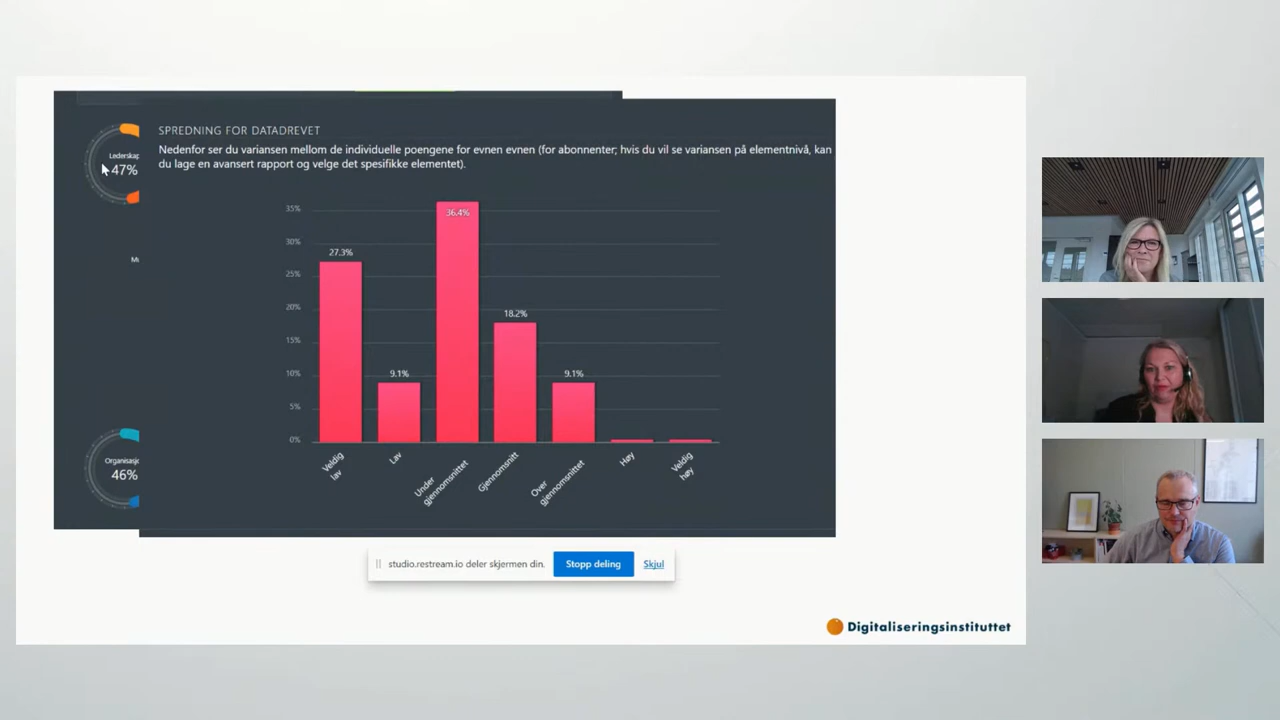 SPREDNING FOR DATADREVET
Nedenfor ser du variansen mellom de individuelle poengene for evnen evnen (for abonnenter; hvis du vil se variansen på elementnivå, kan
du lage en avansert rapport og velge det spesifikke elementet).
Lederskap
47%
Organisasjo
46%
35%
30%
25%
20%
15%
10%
5%
0%
27.3%
9.1%
36.4%
18.2%
9.1%
Veldig
lav
Lav
Under
gjennomsnittet
Gjennomsnitt
Over
gjennomsnittet
Høy
Veldig
høy
studio.restream.io deler skjermen din.
Stopp deling
Skjul
Digitaliseringsinstituttet